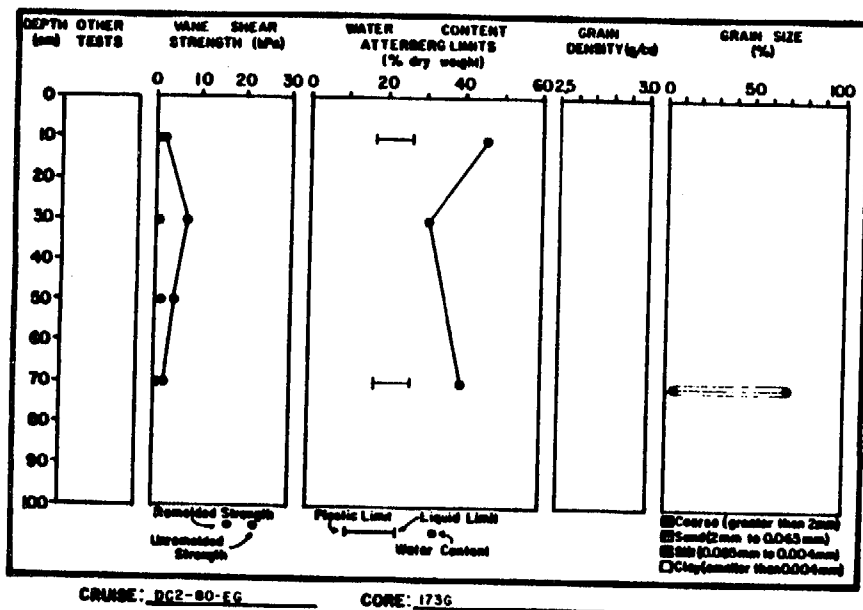 DEPTH OTHER VANE SHEAR WATER CONTENT GRAIN GRAIN SIZE
(cm) TESTS STRENGTH (kPa) ATTERBERG LIMITS DENSITY (g/cc) (%)
(% dry weight)
0 10 20 30 0 20 40 60 2.5 3.0 0 50 100
0
10
20
30
40
50
60
70
80
90
100
Remolded Strength
Unremolded
Strength
Plastic Limit Liquid Limit
Water Content
Coarse (greater than 2mm)
Sand (2mm to 0.063mm)
Silt (0.063mm to 0.004mm)
Clay (smaller than 0.004mm)
CRUISE: DC2-80-EG CORE: 173G